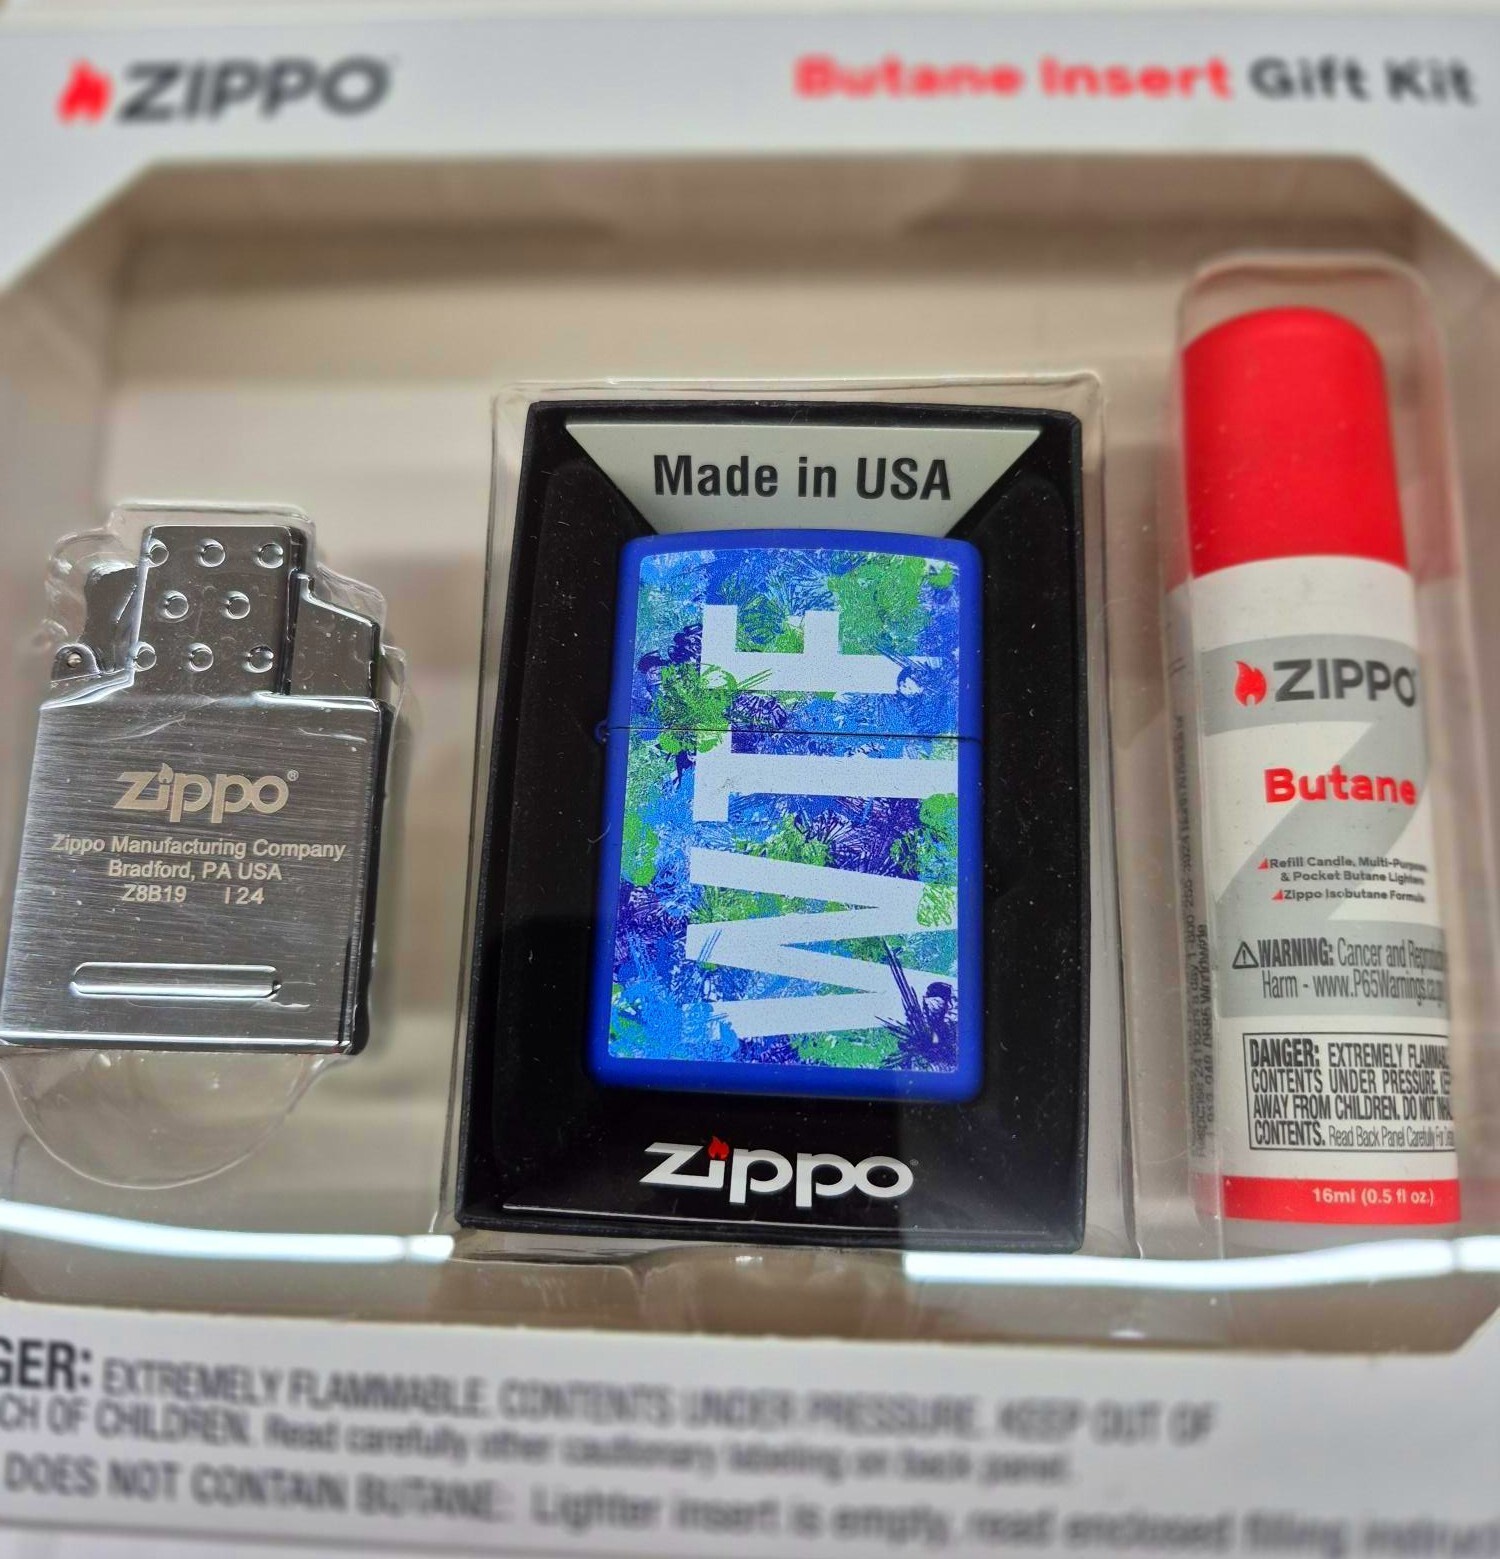 ZIPPO
Butane Insert Gift Kit
Made in USA
WTF
zippo
zippo®
Zippo Manufacturing Company
Bradford, PA USA
Z8B19 I 24
ZIPPO
Butane
Refill Candle, Multi-Purpose
& Pocket Butane Lighters
Zippo Isobutane Formula
WARNING: Cancer and
Harm - www.P65Warnings.ca.gov
DANGER: EXTREMELY
CONTENTS UNDER PRESSURE.
AWAY FROM CHILDREN. DO NOT
CONTENTS. Read Back Panel Carefully For
16ml (0.5 fl oz.)
GER: EXTREMELY FLAMMABLE. CONTENTS UNDER PRESSURE. KEEP OUT OF
CH OF CHILDREN. Read carefully other cautionary labeling on back panel.
DOES NOT CONTAIN BUTANE: Lighter insert is empty, read enclosed filling